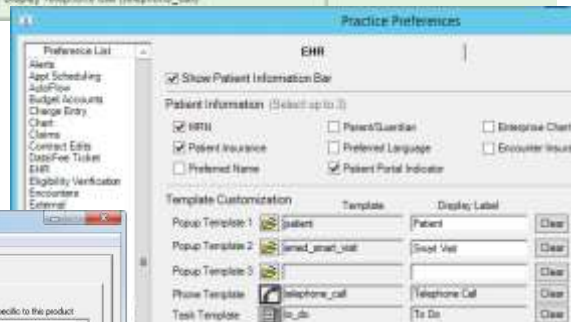 Practice Preferences
Preference List
Alerts
Appt Scheduling
AutoFlow
Budget Accounts
Charge Entry
Chart
Claims
Contract Edits
Data/Fee Ticket
EHR
Eligibility Verification
Encounters
External
EHR
Show Patient Information Bar
Patient Information (Select up to 3)
MRN Parent/Guardian Enterprise Chart
Patient Insurance Preferred Language Encounter Insur
Preferred Name Patient Portal Indicator
Template Customization Template Display Label
Popup Template 1 patient Patient Clear
Popup Template 2 Smart Visit Clear
Popup Template 3 Clear
Phone Template telephone_call Telephone Call Clear
Task Template to_do To Do Clear
pecific to this product